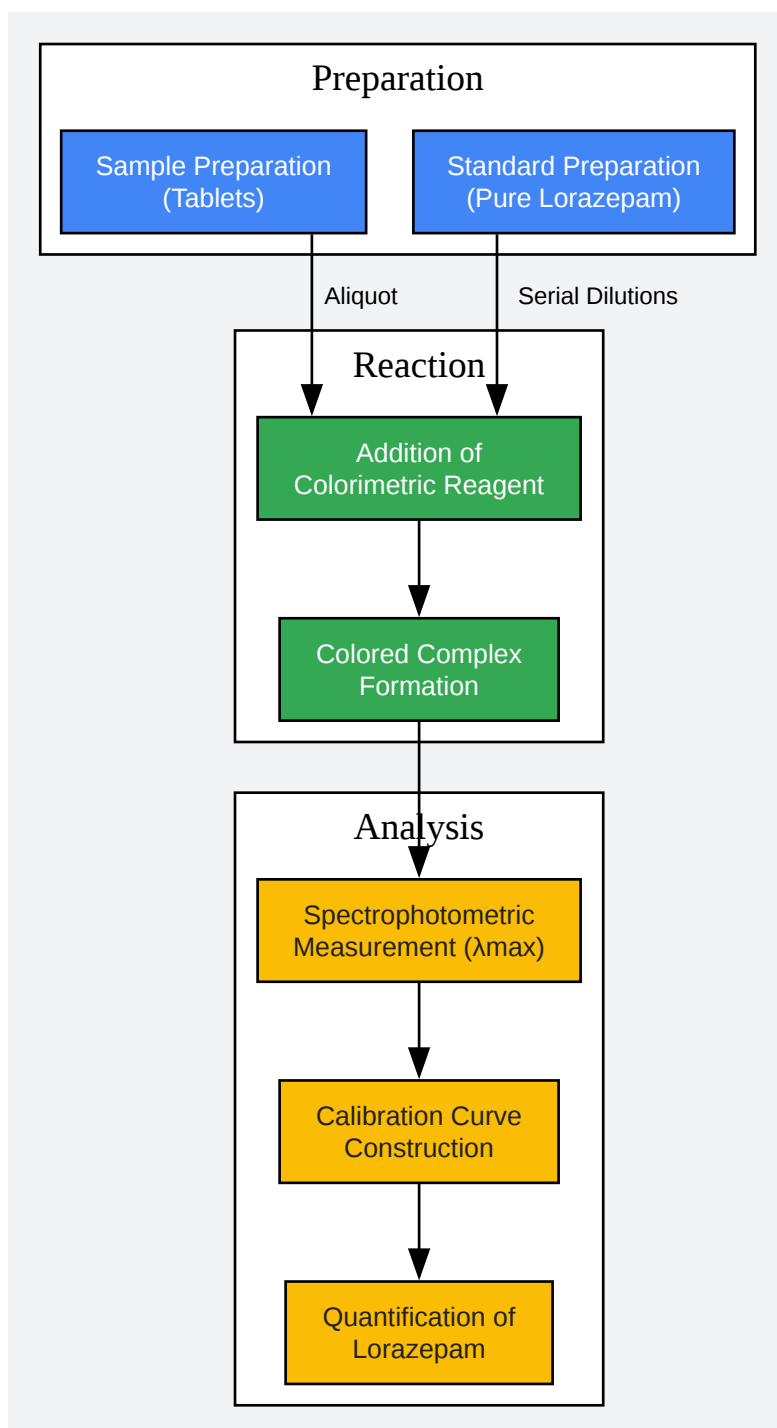 Preparation
Sample Preparation
(Tablets)
Standard Preparation
(Pure Lorazepam)
Aliquot
Serial Dilutions
Reaction
Addition of
Colorimetric Reagent
Colored Complex
Formation
Analysis
Spectrophotometric
Measurement (λmax)
Calibration Curve
Construction
Quantification of
Lorazepam